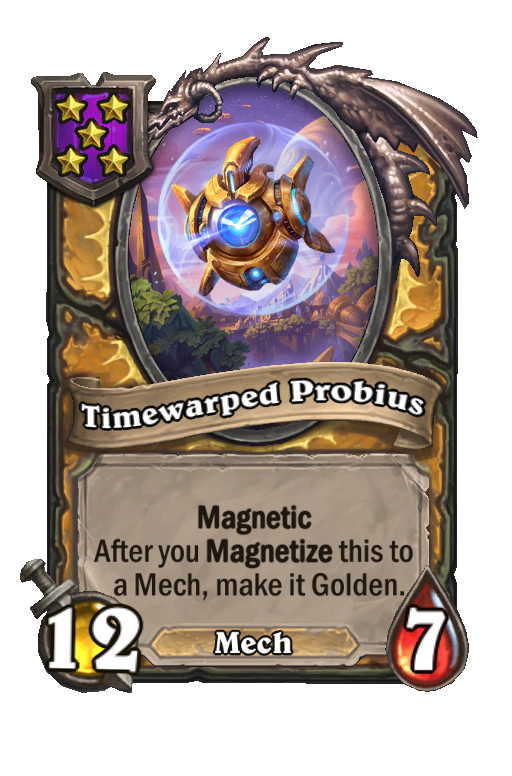 Timewarped Probius
Magnetic
After you Magnetize this to
a Mech, make it Golden.
12
Mech
7